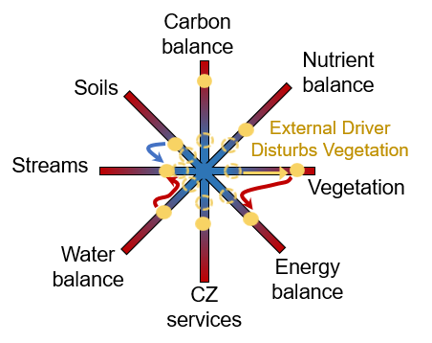 Carbon
balance
Nutrient
balance
Soils
External Driver
Disturbs Vegetation
Streams
Vegetation
Water
balance
Energy
balance
CZ
services